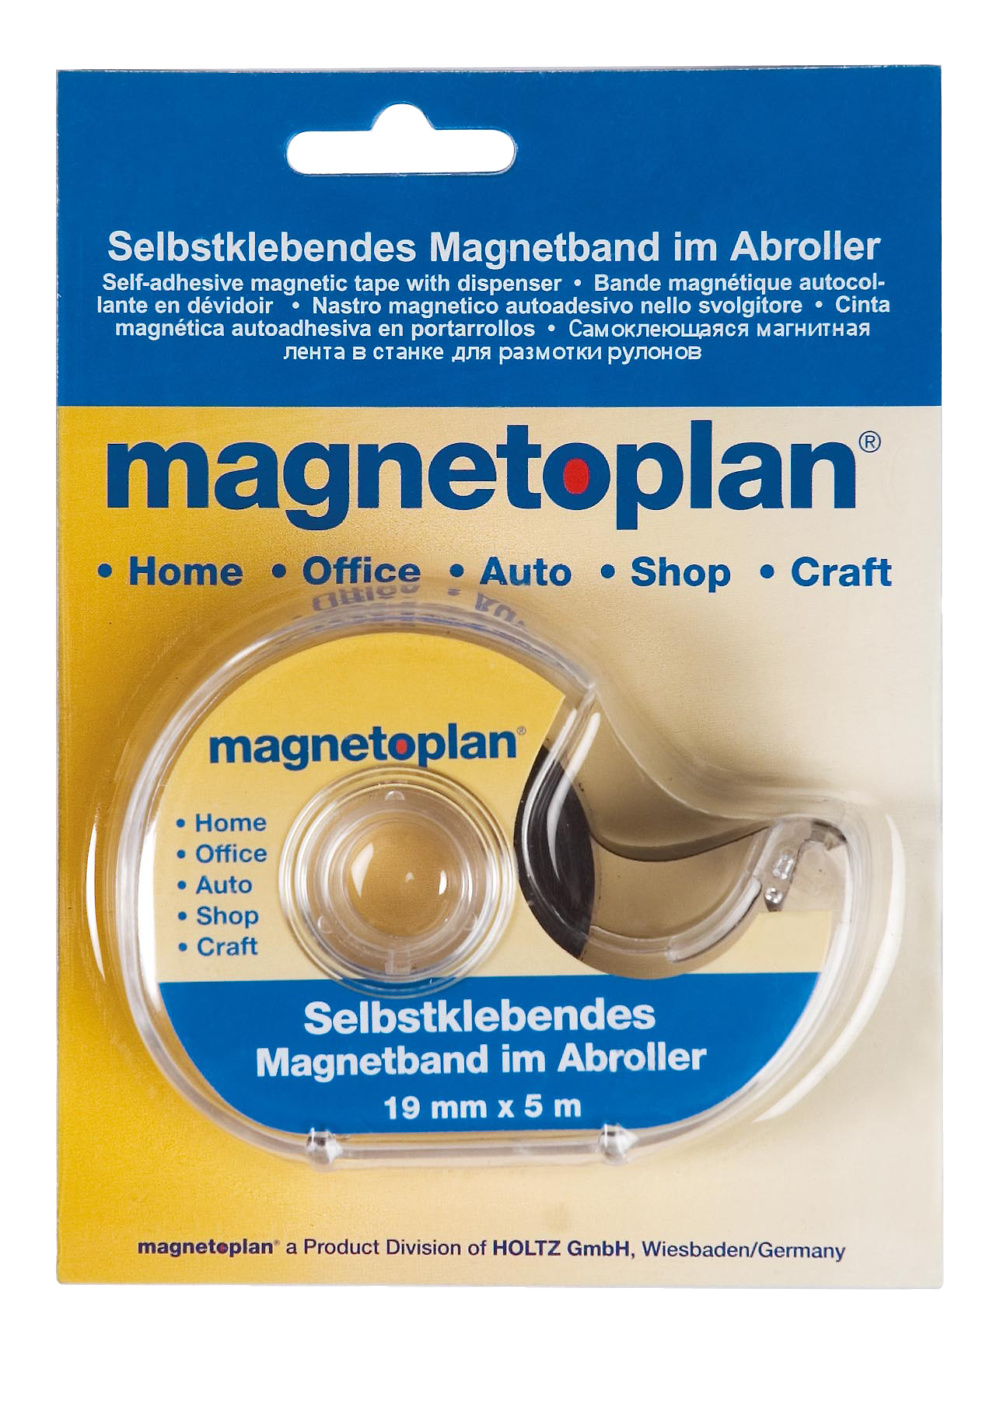 Selbstklebendes Magnetband im Abroller
Self-adhesive magnetic tape with dispenser • Bande magnétique autocol-
lante en dévidoir • Nastro magnetico autoadesivo nello svolgitore • Cinta
magnética autoadhesiva en portarrollos • Самоклеющаяся магнитная
лента в станке для размотки рулонов
magnetoplan®
• Home • Office • Auto • Shop • Craft
magnetoplan®
• Home
• Office
• Auto
• Shop
• Craft
Selbstklebendes
Magnetband im Abroller
19 mm x 5 m
magnetoplan® a Product Division of HOLTZ GmbH, Wiesbaden/Germany